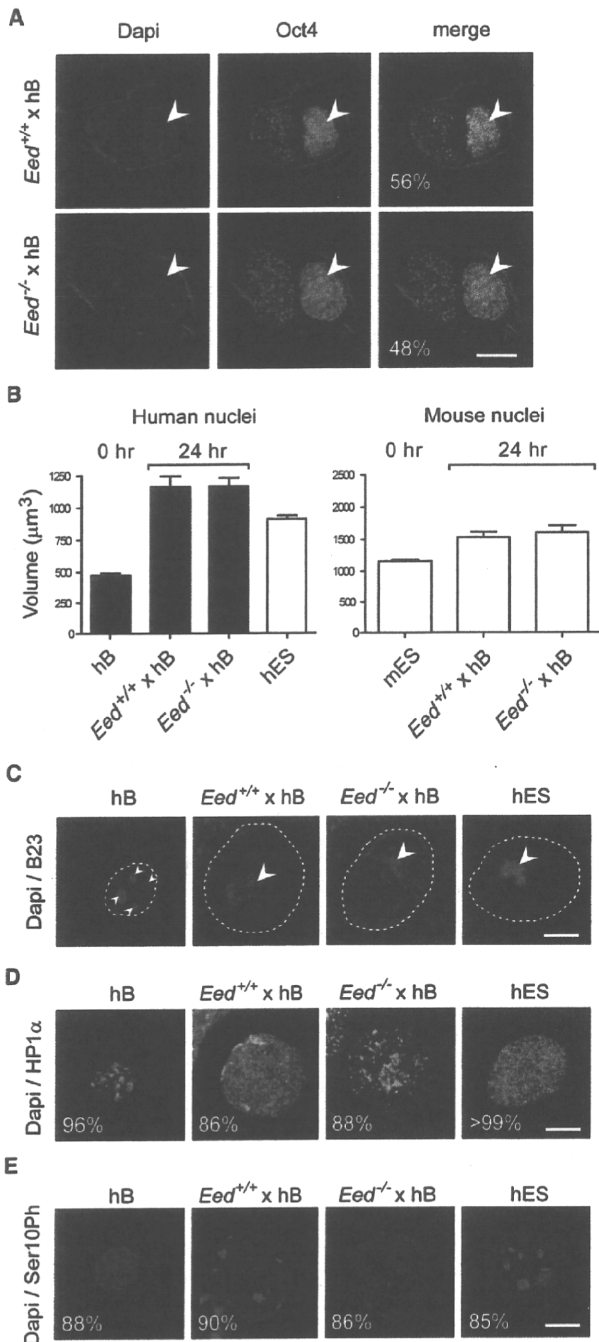 A
Dapi Oct4 merge
Eed+/+ x hB
56%
Eed-/- x hB
48%
B
Human nuclei
0 hr 24 hr
Volume (µm3)
1250
1000
750
500
250
0
hB
Eed+/+ x hB
Eed-/- x hB
hES
Mouse nuclei
0 hr 24 hr
2500
2000
1500
1000
500
0
mES
Eed+/+ x hB
Eed-/- x hB
C
hB Eed+/+ x hB Eed-/- x hB hES
Dapi / B23
D
hB Eed+/+ x hB Eed-/- x hB hES
Dapi / HP1α
96% 86% 88% >99%
E
hB Eed+/+ x hB Eed-/- x hB hES
Dapi / Ser10Ph
88% 90% 86% 85%